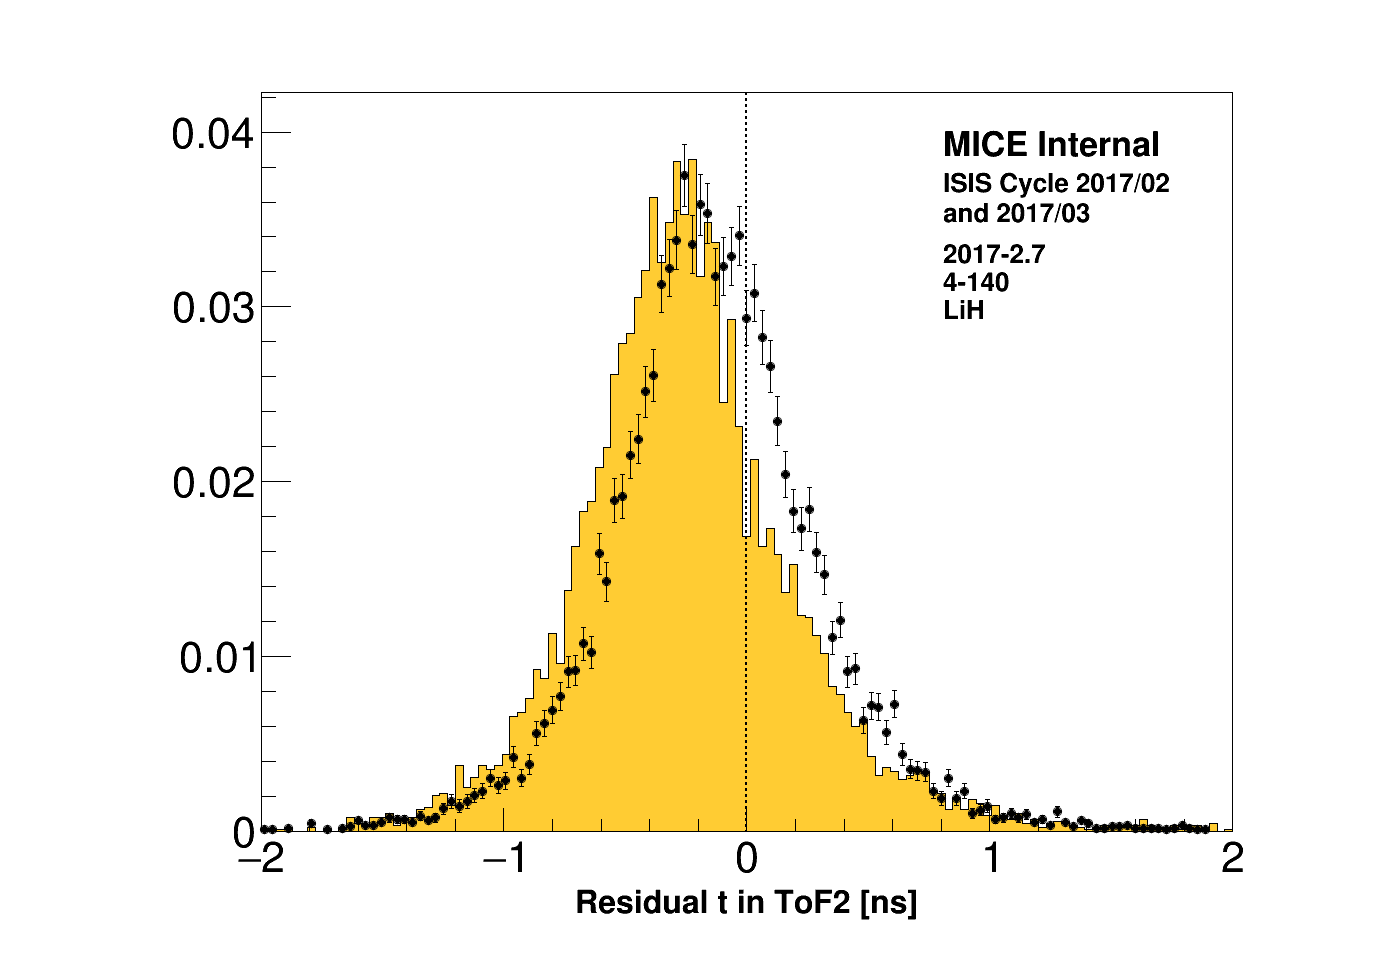 0.04
0.03
0.02
0.01
0
−2
−1
0
1
2
MICE Internal
ISIS Cycle 2017/02
and 2017/03
2017-2.7
4-140
LiH
Residual t in ToF2 [ns]